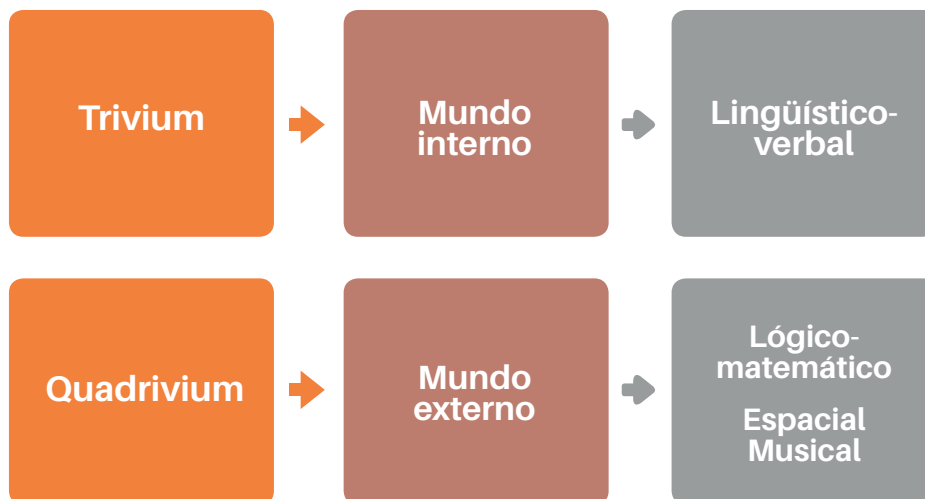 Trivium
Mundo
interno
Lingüístico-
verbal
Quadrivium
Mundo
externo
Lógico-
matemático
Espacial
Musical